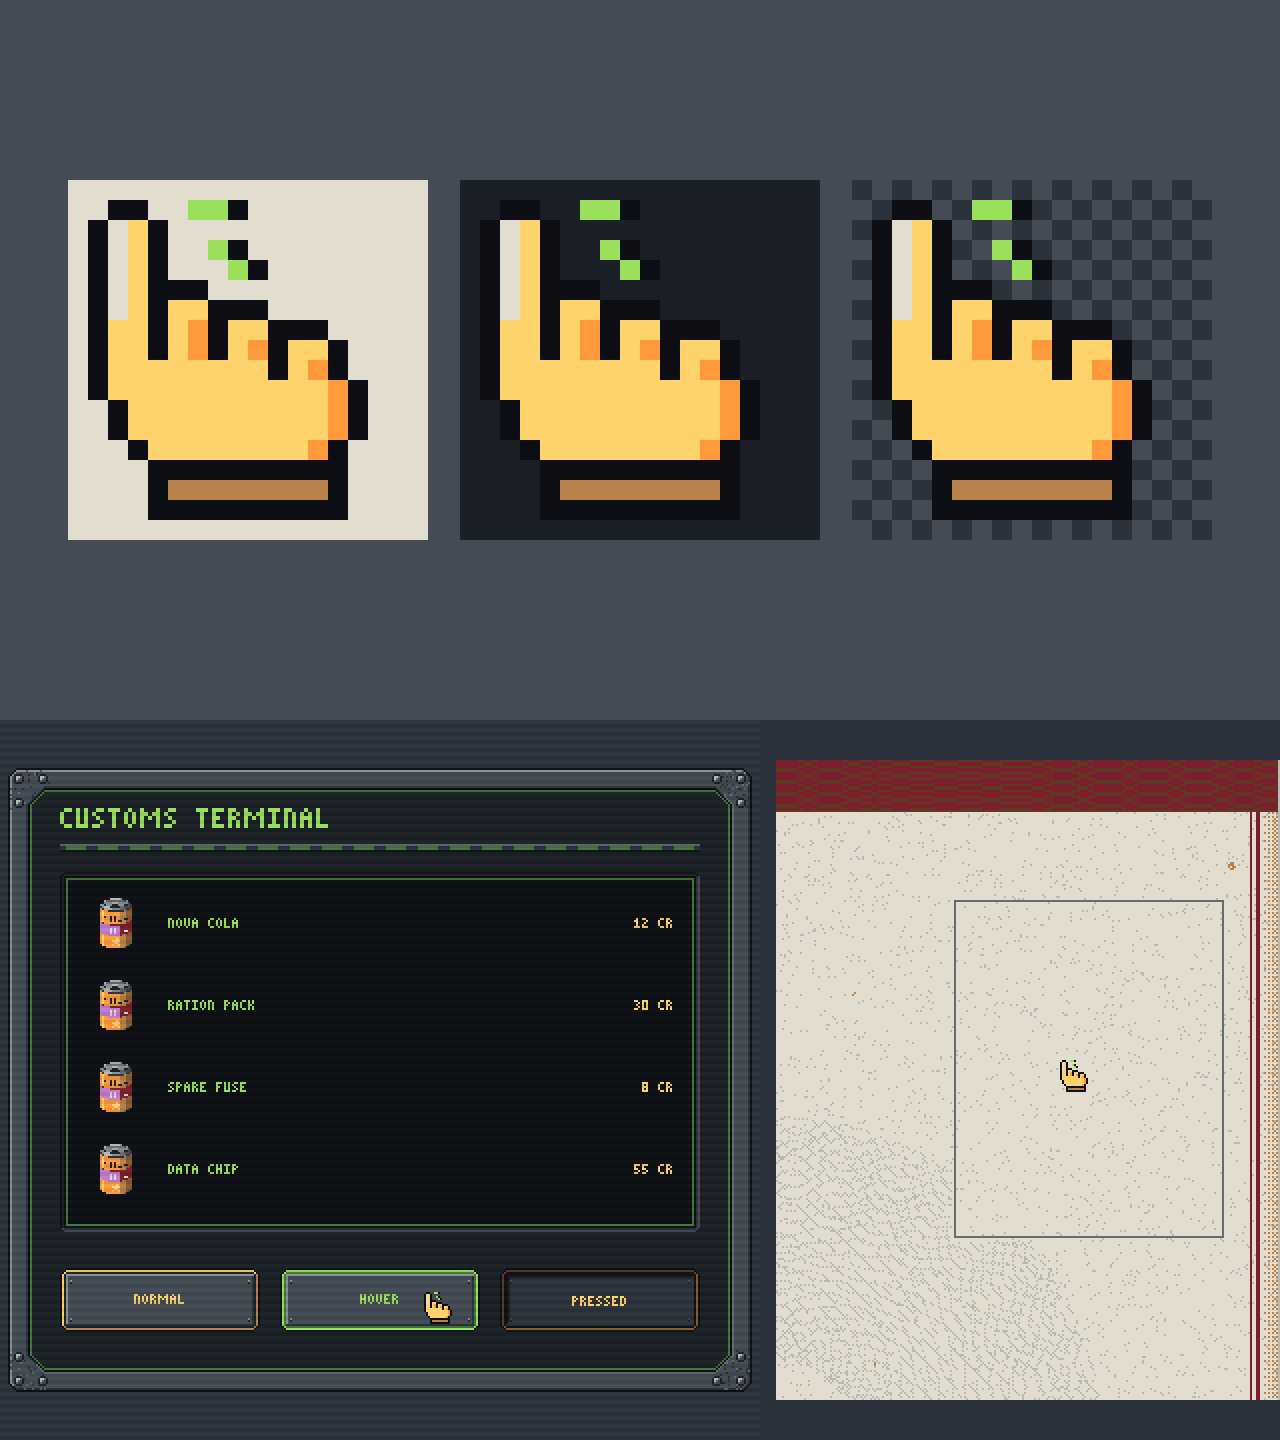 CUSTOMS TERMINAL
NOVA COLA 12 CR
RATION PACK 30 CR
SPARE FUSE 8 CR
DATA CHIP 55 CR
NORMAL HOVER PRESSED